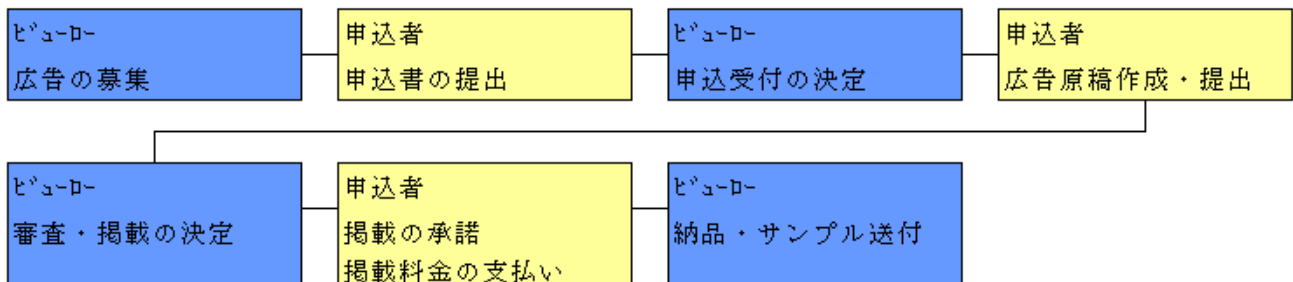 ﾋﾞｭｰﾛｰ
広告の募集
申込者
申込書の提出
ﾋﾞｭｰﾛｰ
申込受付の決定
申込者
広告原稿作成・提出
ﾋﾞｭｰﾛｰ
審査・掲載の決定
申込者
掲載の承諾
掲載料金の支払い
ﾋﾞｭｰﾛｰ
納品・サンプル送付